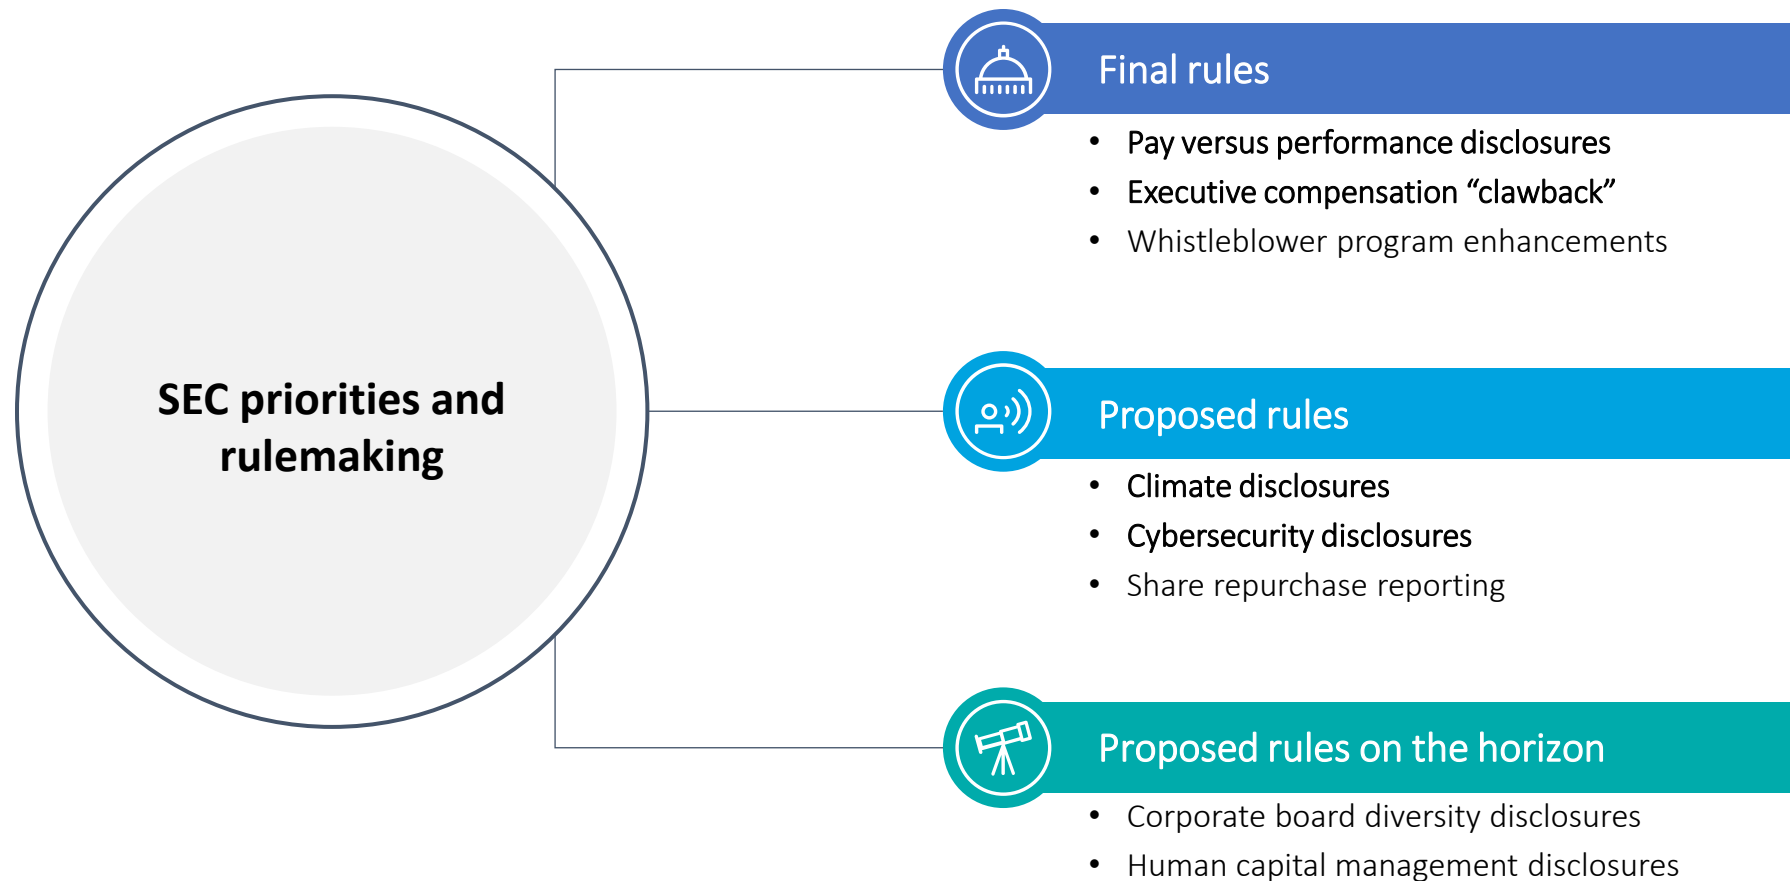 SEC priorities and
rulemaking
Final rules
• Pay versus performance disclosures
• Executive compensation “clawback”
• Whistleblower program enhancements
Proposed rules
• Climate disclosures
• Cybersecurity disclosures
• Share repurchase reporting
Proposed rules on the horizon
• Corporate board diversity disclosures
• Human capital management disclosures